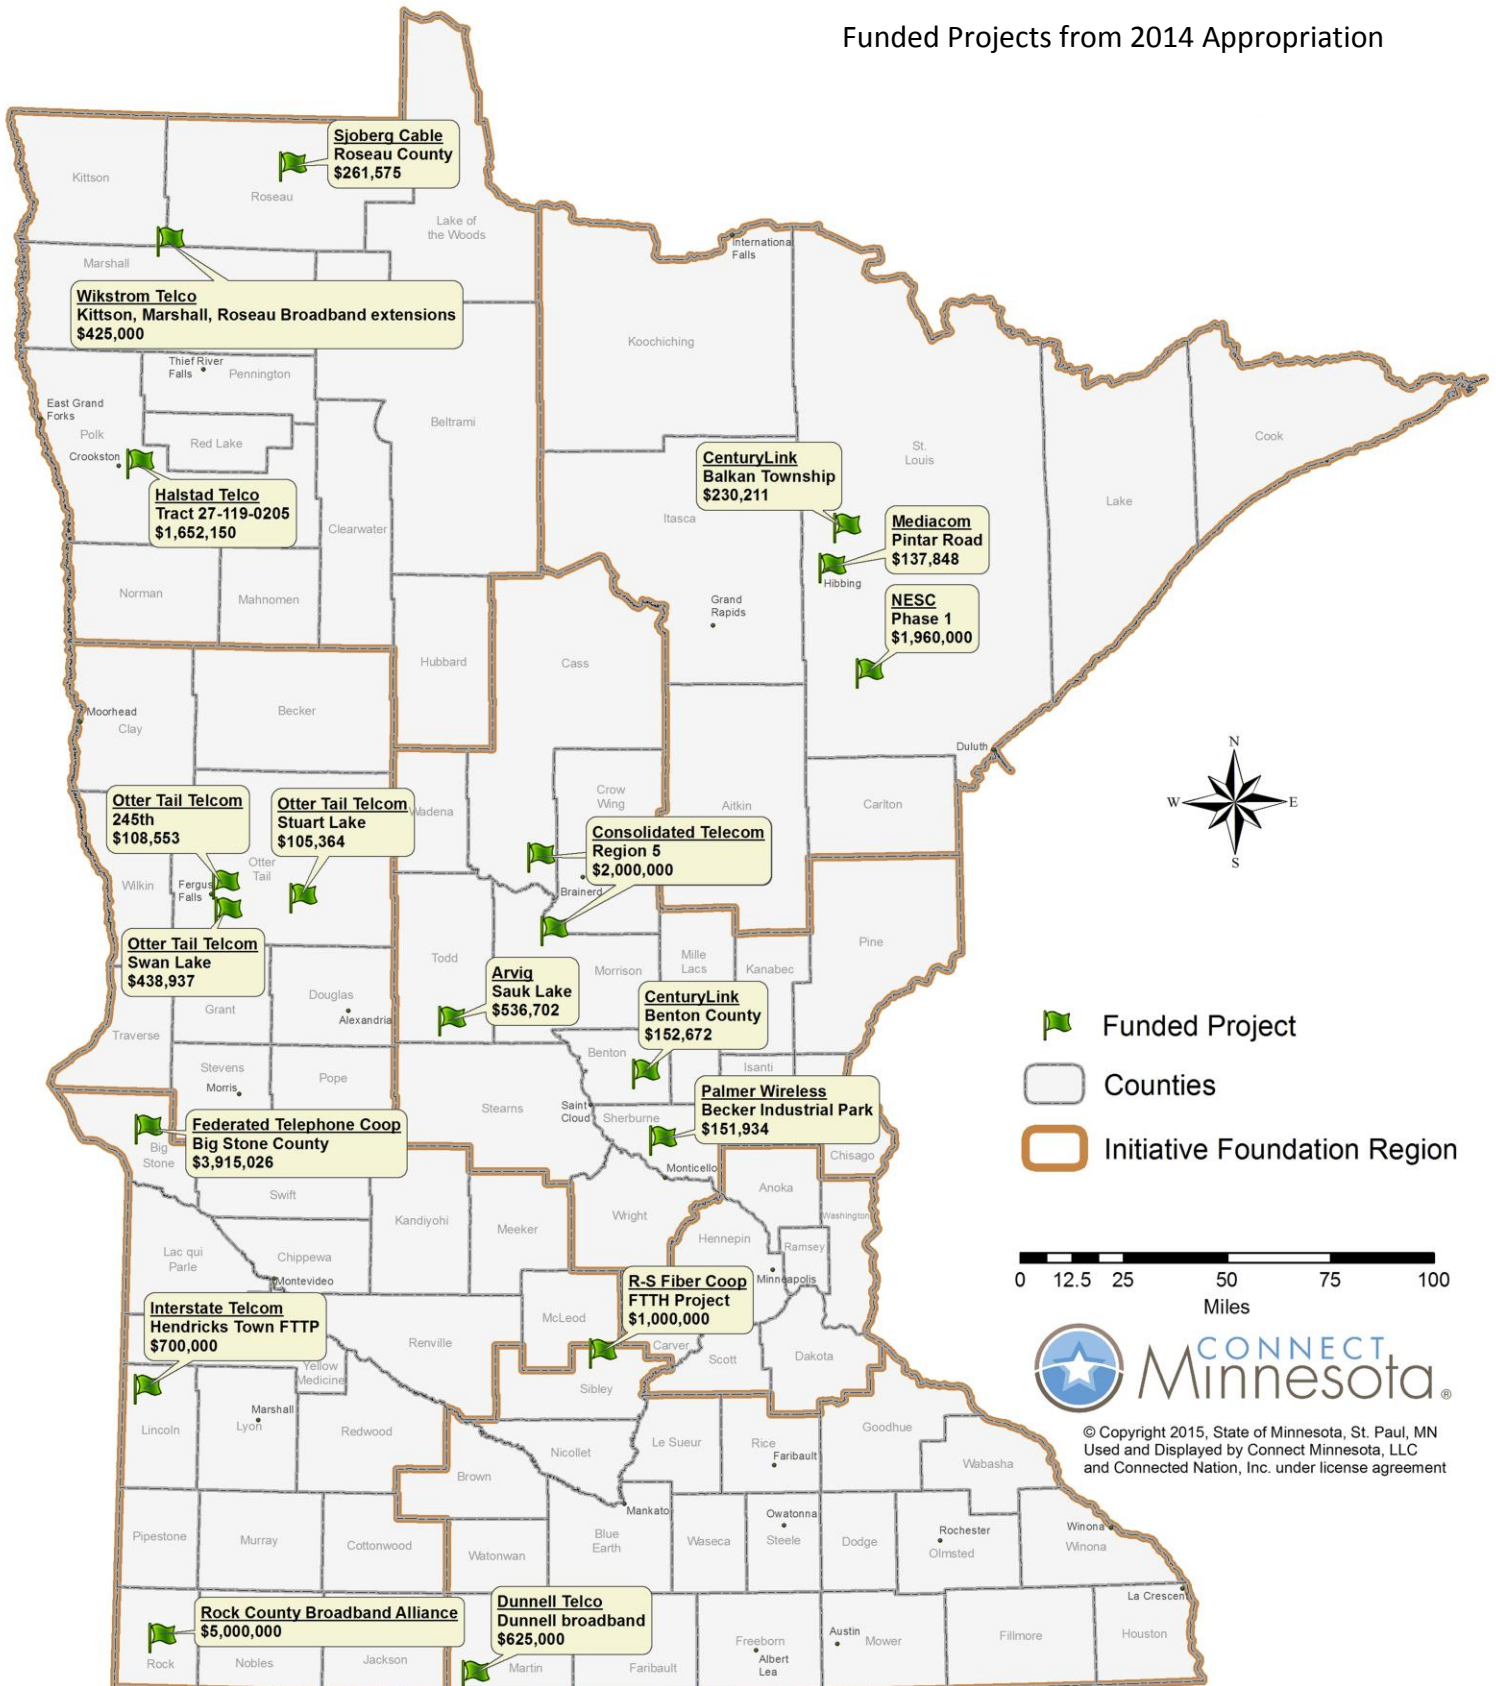 Funded Projects from 2014 Appropriation
Sjoberg Cable
Roseau County
$261,575
Kittson
Roseau
Lake of
the Woods
International
Falls
Marshall
Wikstrom Telco
Kittson, Marshall, Roseau Broadband extensions
$425,000
Koochiching
Thief River
Falls
Pennington
East Grand
Forks
Polk
Red Lake
Crookston
Beltrami
Halstad Telco
Tract 27-119-0205
$1,652,150
Clearwater
CenturyLink
Balkan Township
$230,211
St.
Louis
Cook
Lake
Itasca
Mediacom
Pintar Road
$137,848
Hibbing
NESC
Phase 1
$1,960,000
Norman
Mahnomen
Grand
Rapids
Hubbard
Cass
Moorhead
Clay
Becker
Duluth
N
W
E
S
Otter Tail Telcom
245th
$108,553
Otter Tail Telcom
Stuart Lake
$105,364
Wadena
Crow
Wing
Aitkin
Carlton
Consolidated Telecom
Region 5
$2,000,000
Otter
Tail
Wilkin
Fergus
Falls
Brainerd
Otter Tail Telcom
Swan Lake
$438,937
Todd
Morrison
Mille
Lacs
Kanabec
Pine
Arvig
Sauk Lake
$536,702
CenturyLink
Benton County
$152,672
Grant
Douglas
Alexandria
Traverse
Stevens
Morris
Pope
Benton
Isanti
Stearns
Saint
Cloud
Sherburne
Palmer Wireless
Becker Industrial Park
$151,934
Federated Telephone Coop
Big Stone County
$3,915,026
Big
Stone
Chisago
Monticello
Anoka
Swift
Kandiyohi
Meeker
Wright
Washington
Hennepin
Ramsey
Lac qui
Parle
Chippewa
Montevideo
Minneapolis
R-S Fiber Coop
FTTH Project
$1,000,000
Interstate Telcom
Hendricks Town FTTP
$700,000
McLeod
Renville
Carver
Scott
Dakota
Yellow
Medicine
Sibley
Lincoln
Marshall
Lyon
Redwood
Nicollet
Le Sueur
Rice
Faribault
Goodhue
Wabasha
Brown
Mankato
Pipestone
Murray
Cottonwood
Watonwan
Blue
Earth
Waseca
Owatonna
Steele
Dodge
Rochester
Olmsted
Winona
Winona
La Crescent
Rock County Broadband Alliance
$5,000,000
Dunnell Telco
Dunnell broadband
$625,000
Rock
Nobles
Jackson
Martin
Faribault
Freeborn
Albert
Lea
Austin
Mower
Fillmore
Houston
Funded Project
Counties
Initiative Foundation Region
0 12.5 25 50 75 100
Miles
CONNECT
Minnesota®
© Copyright 2015, State of Minnesota, St. Paul, MN
Used and Displayed by Connect Minnesota, LLC
and Connected Nation, Inc. under license agreement